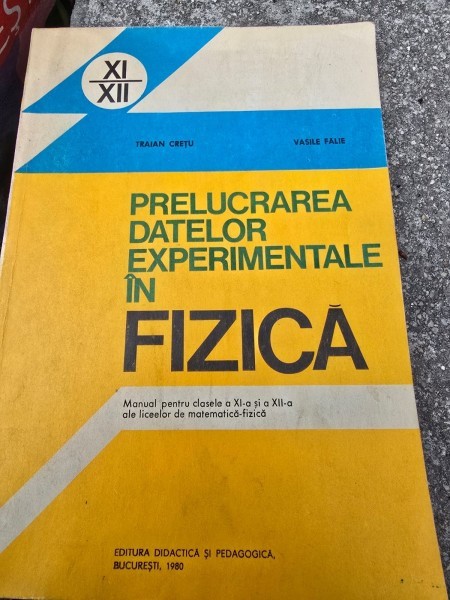 XI
XII
TRAIAN CREȚU VASILE FĂLIE
PRELUCRAREA
DATELOR
EXPERIMENTALE
ÎN
FIZICĂ
Manual pentru clasele a XI-a și a XII-a
ale liceelor de matematică-fizică
EDITURA DIDACTICĂ ȘI PEDAGOGICĂ,
BUCUREȘTI, 1980